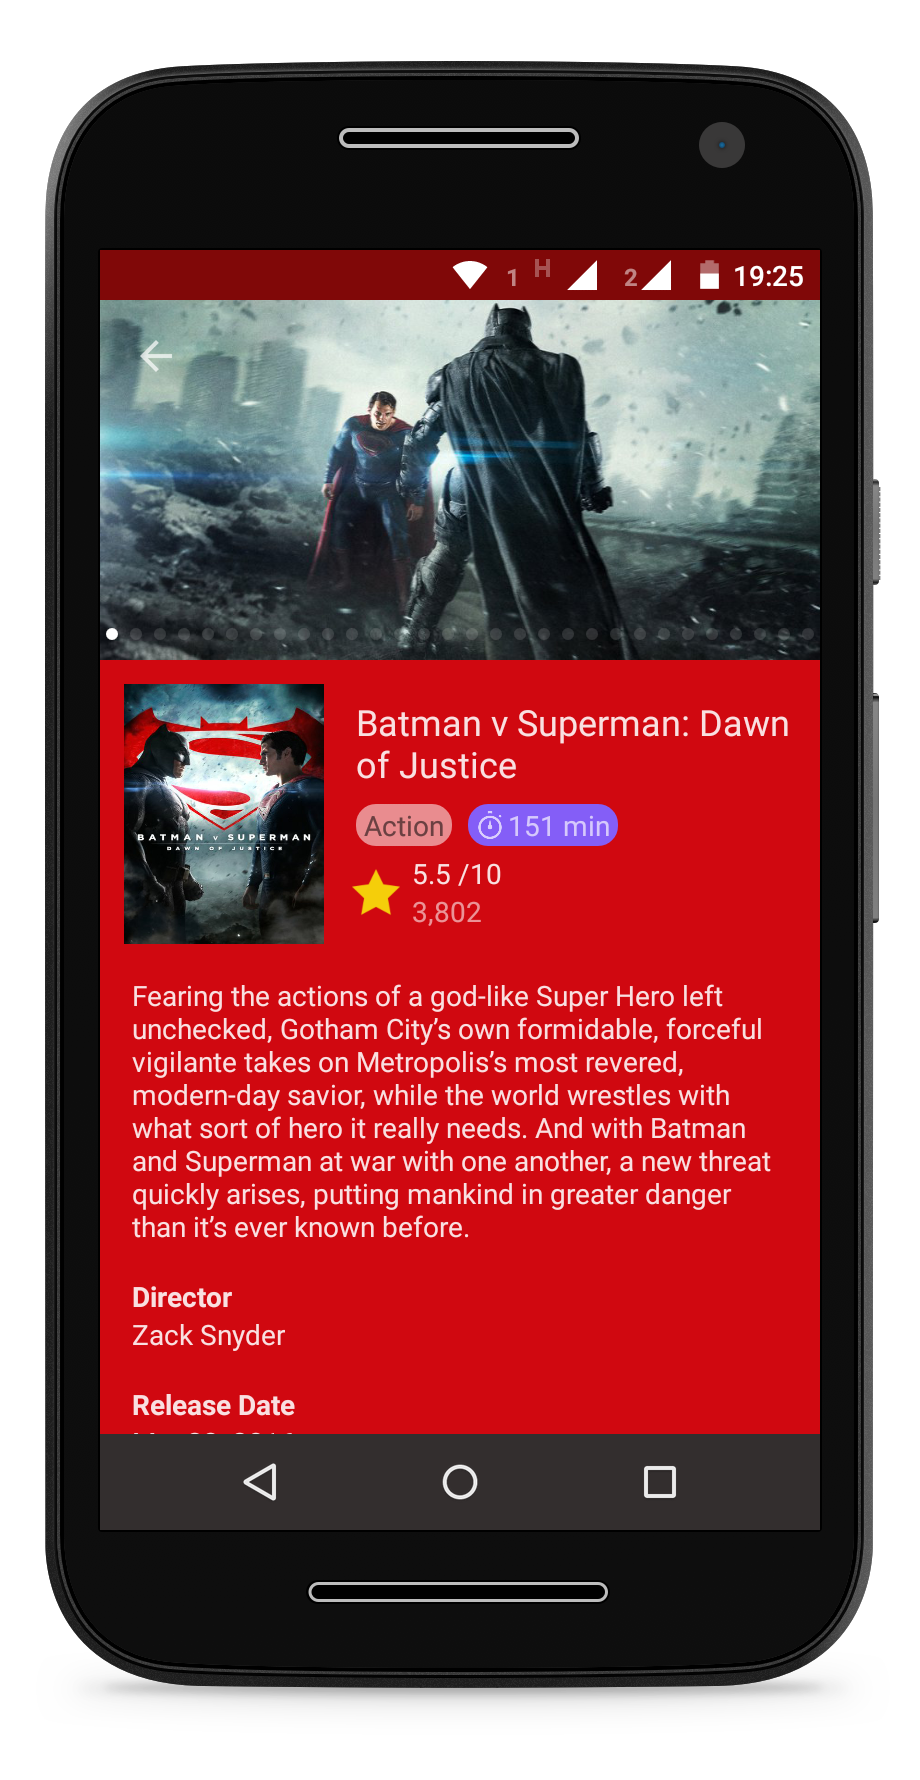 1 H 2 19:25
Batman v Superman: Dawn
of Justice
Action 151 min
5.5 /10
3,802
BATMAN v SUPERMAN
DAWN OF JUSTICE
Fearing the actions of a god-like Super Hero left
unchecked, Gotham City’s own formidable, forceful
vigilante takes on Metropolis’s most revered,
modern-day savior, while the world wrestles with
what sort of hero it really needs. And with Batman
and Superman at war with one another, a new threat
quickly arises, putting mankind in greater danger
than it’s ever known before.
Director
Zack Snyder
Release Date